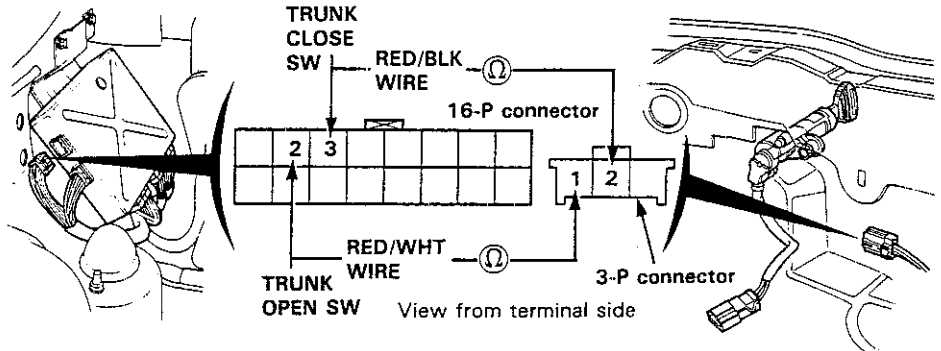 TRUNK
CLOSE
SW
RED/BLK
WIRE
Ω
16-P connector
2 3
1 2
RED/WHT
WIRE
Ω
TRUNK
OPEN SW
3-P connector
View from terminal side